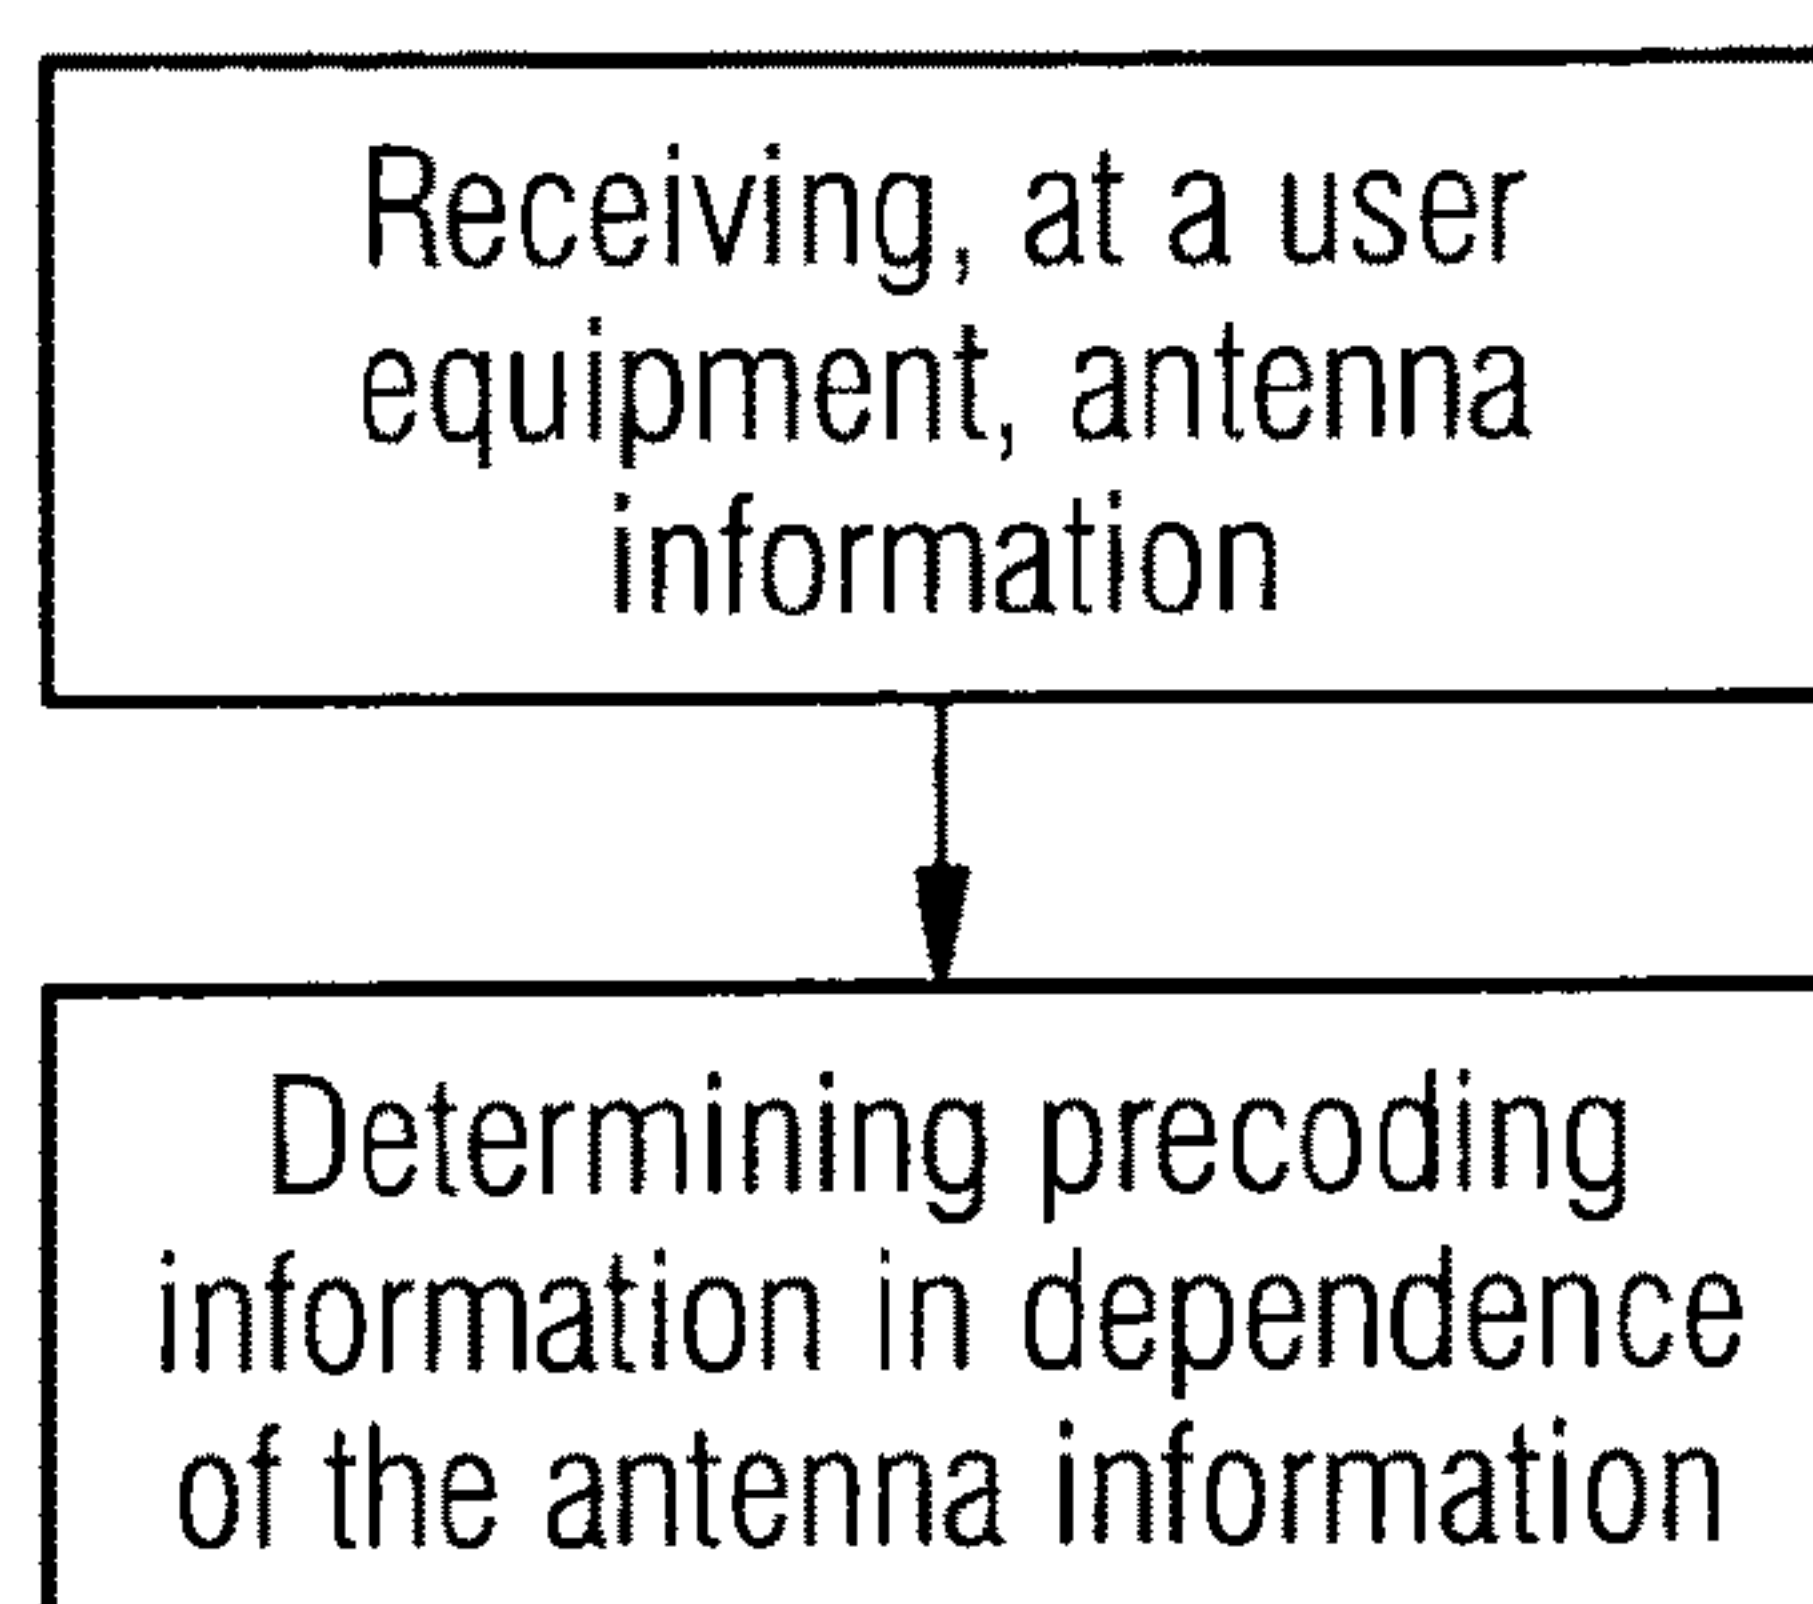 Receiving, at a user
equipment, antenna
information
Determining precoding
information in dependence
of the antenna information